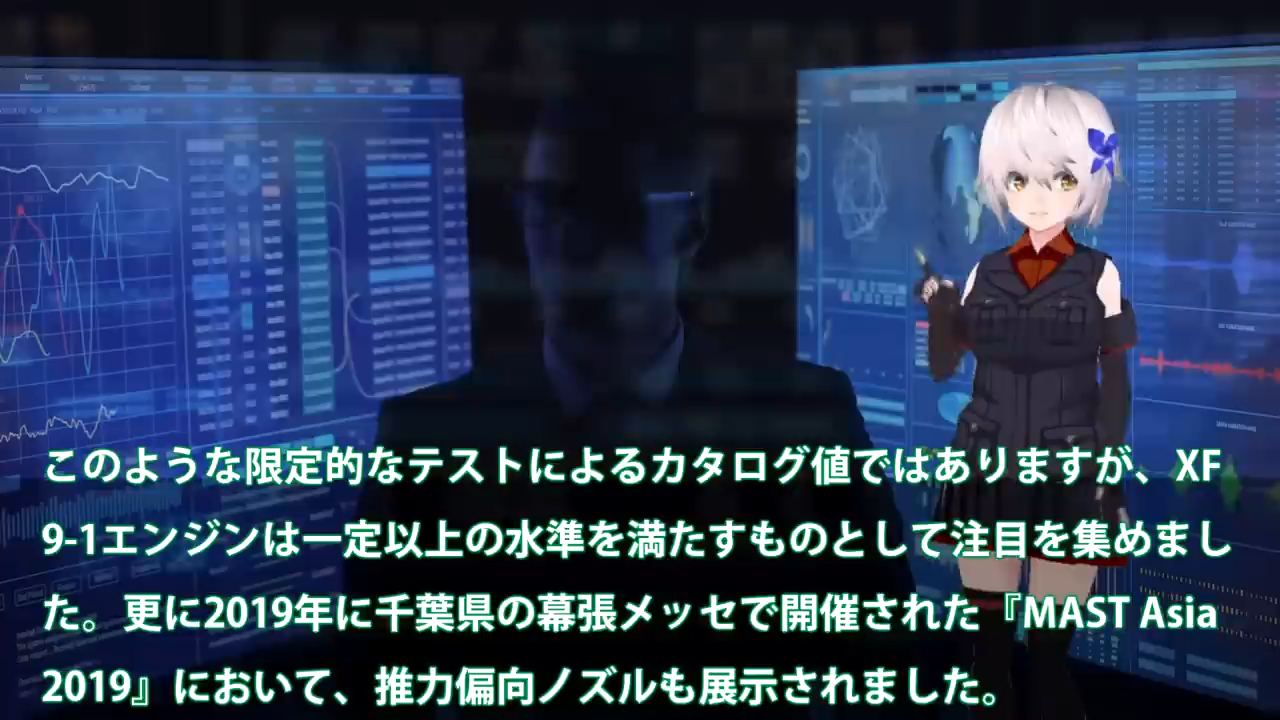 このような限定的なテストによるカタログ値ではありますが、XF
9-1エンジンは一定以上の水準を満たすものとして注目を集めまし
た。更に2019年に千葉県の幕張メッセで開催された『MAST Asia
2019』において、推力偏向ノズルも展示されました。